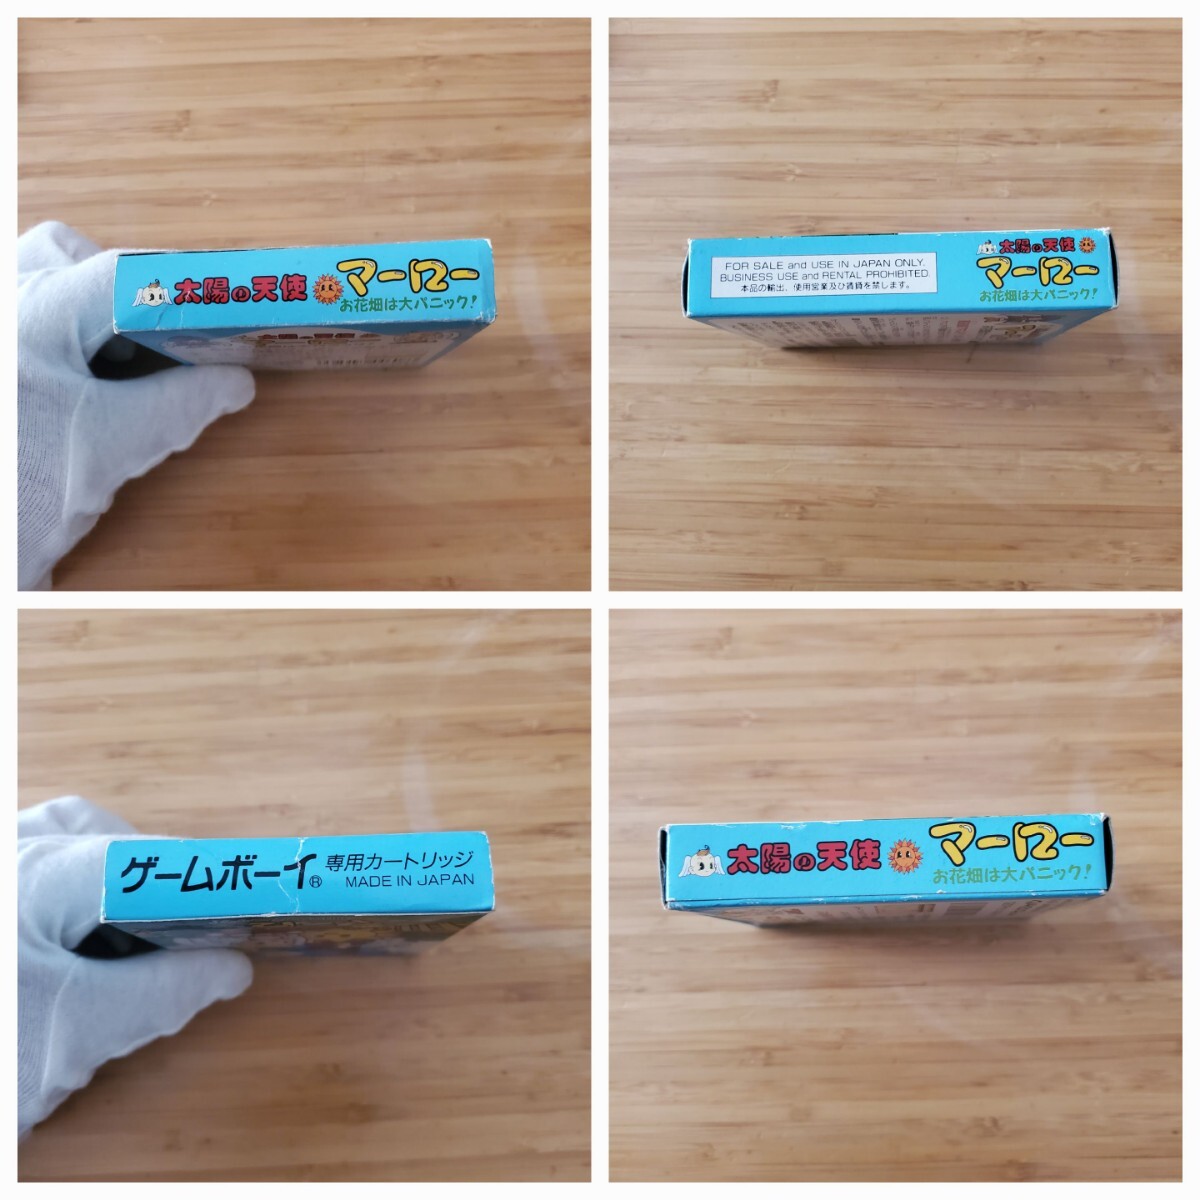 太陽の天使 マーロー
お花畑は大パニック!
FOR SALE and USE IN JAPAN ONLY.
BUSINESS USE and RENTAL PROHIBITED.
本品の輸出、使用営業及び賃貸を禁じます。
太陽の天使
マーロー
お花畑は大パニック!
ゲームボーイ® 専用カートリッジ
MADE IN JAPAN
太陽の天使 マーロー
お花畑は大パニック!